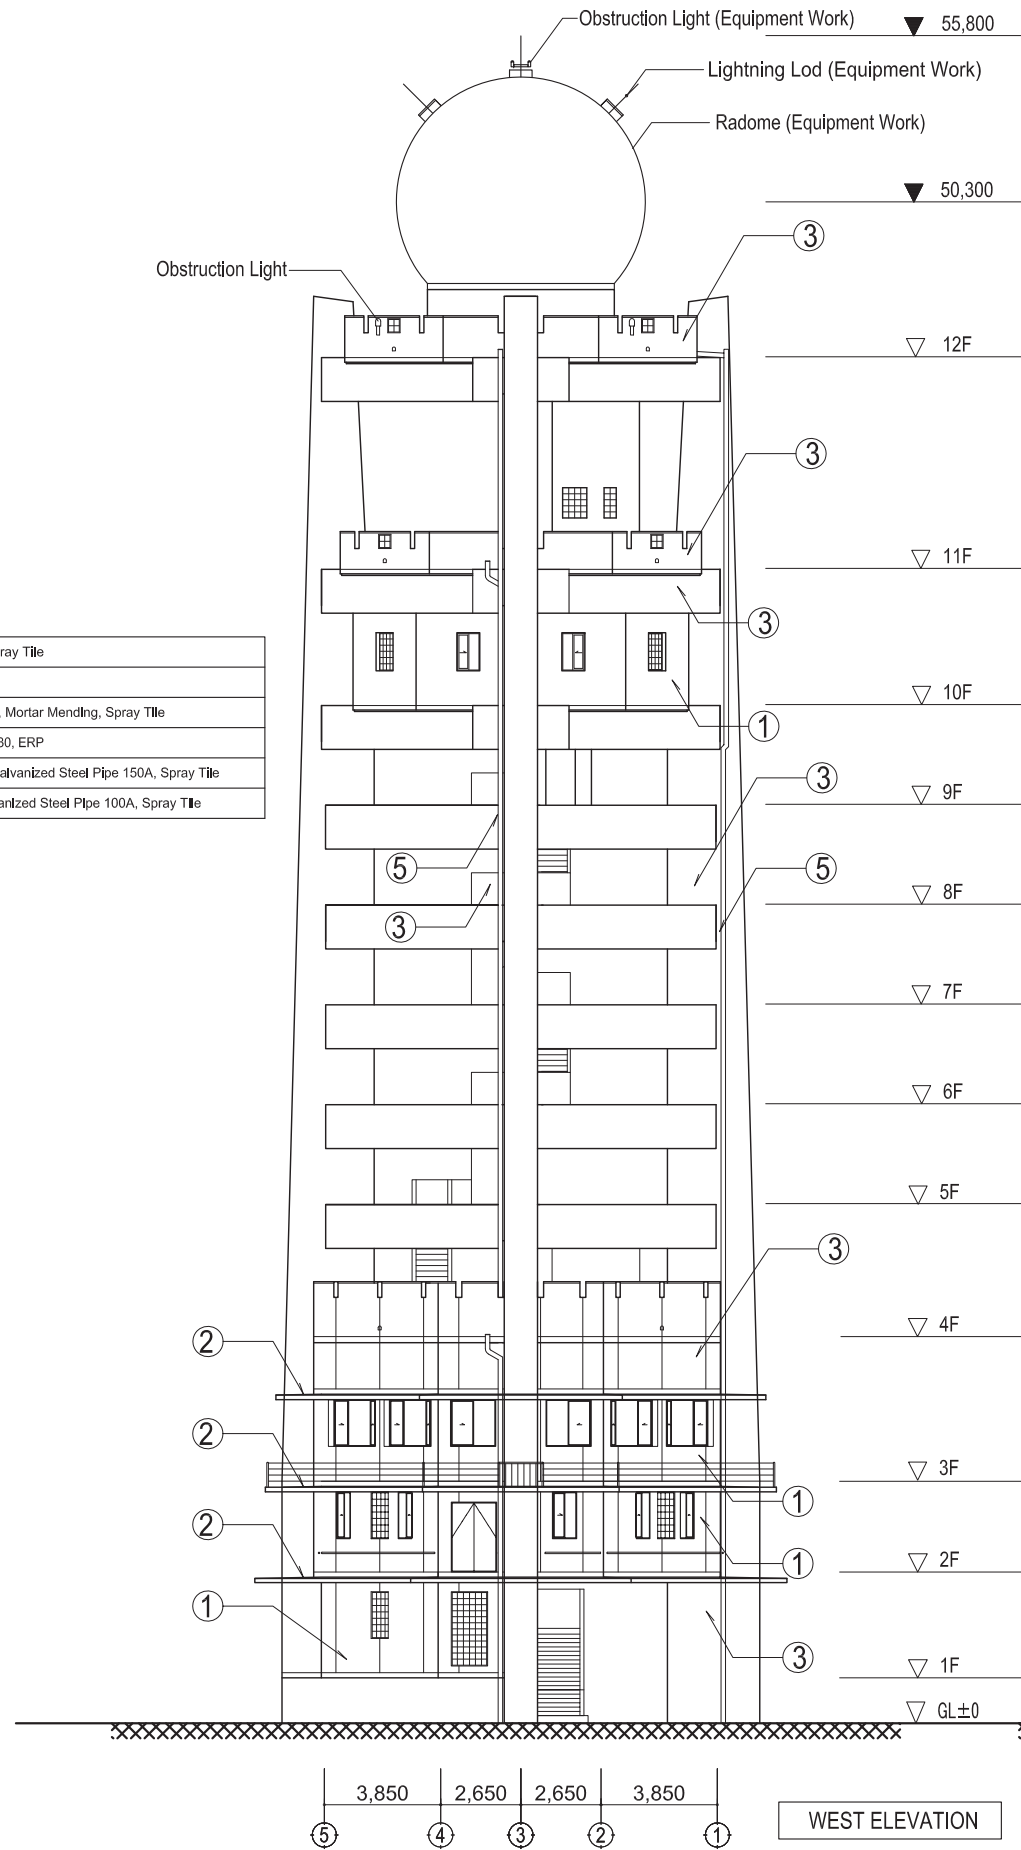 Obstruction Light (Equipment Work)
55,800
Lightning Lod (Equipment Work)
Radome (Equipment Work)
50,300
3
Obstruction Light
12F
3
11F
3
ray Tile
, Mortar Mending, Spray Tile
30, ERP
alvanized Steel Pipe 150A, Spray Tile
anized Steel Pipe 100A, Spray Tile
10F
1
3
9F
5
5
8F
3
7F
6F
5F
3
4F
2
2
3F
1
2
1
2F
1
3
1F
GL±0
3,850 2,650 2,650 3,850
5 4 3 2 1
WEST ELEVATION